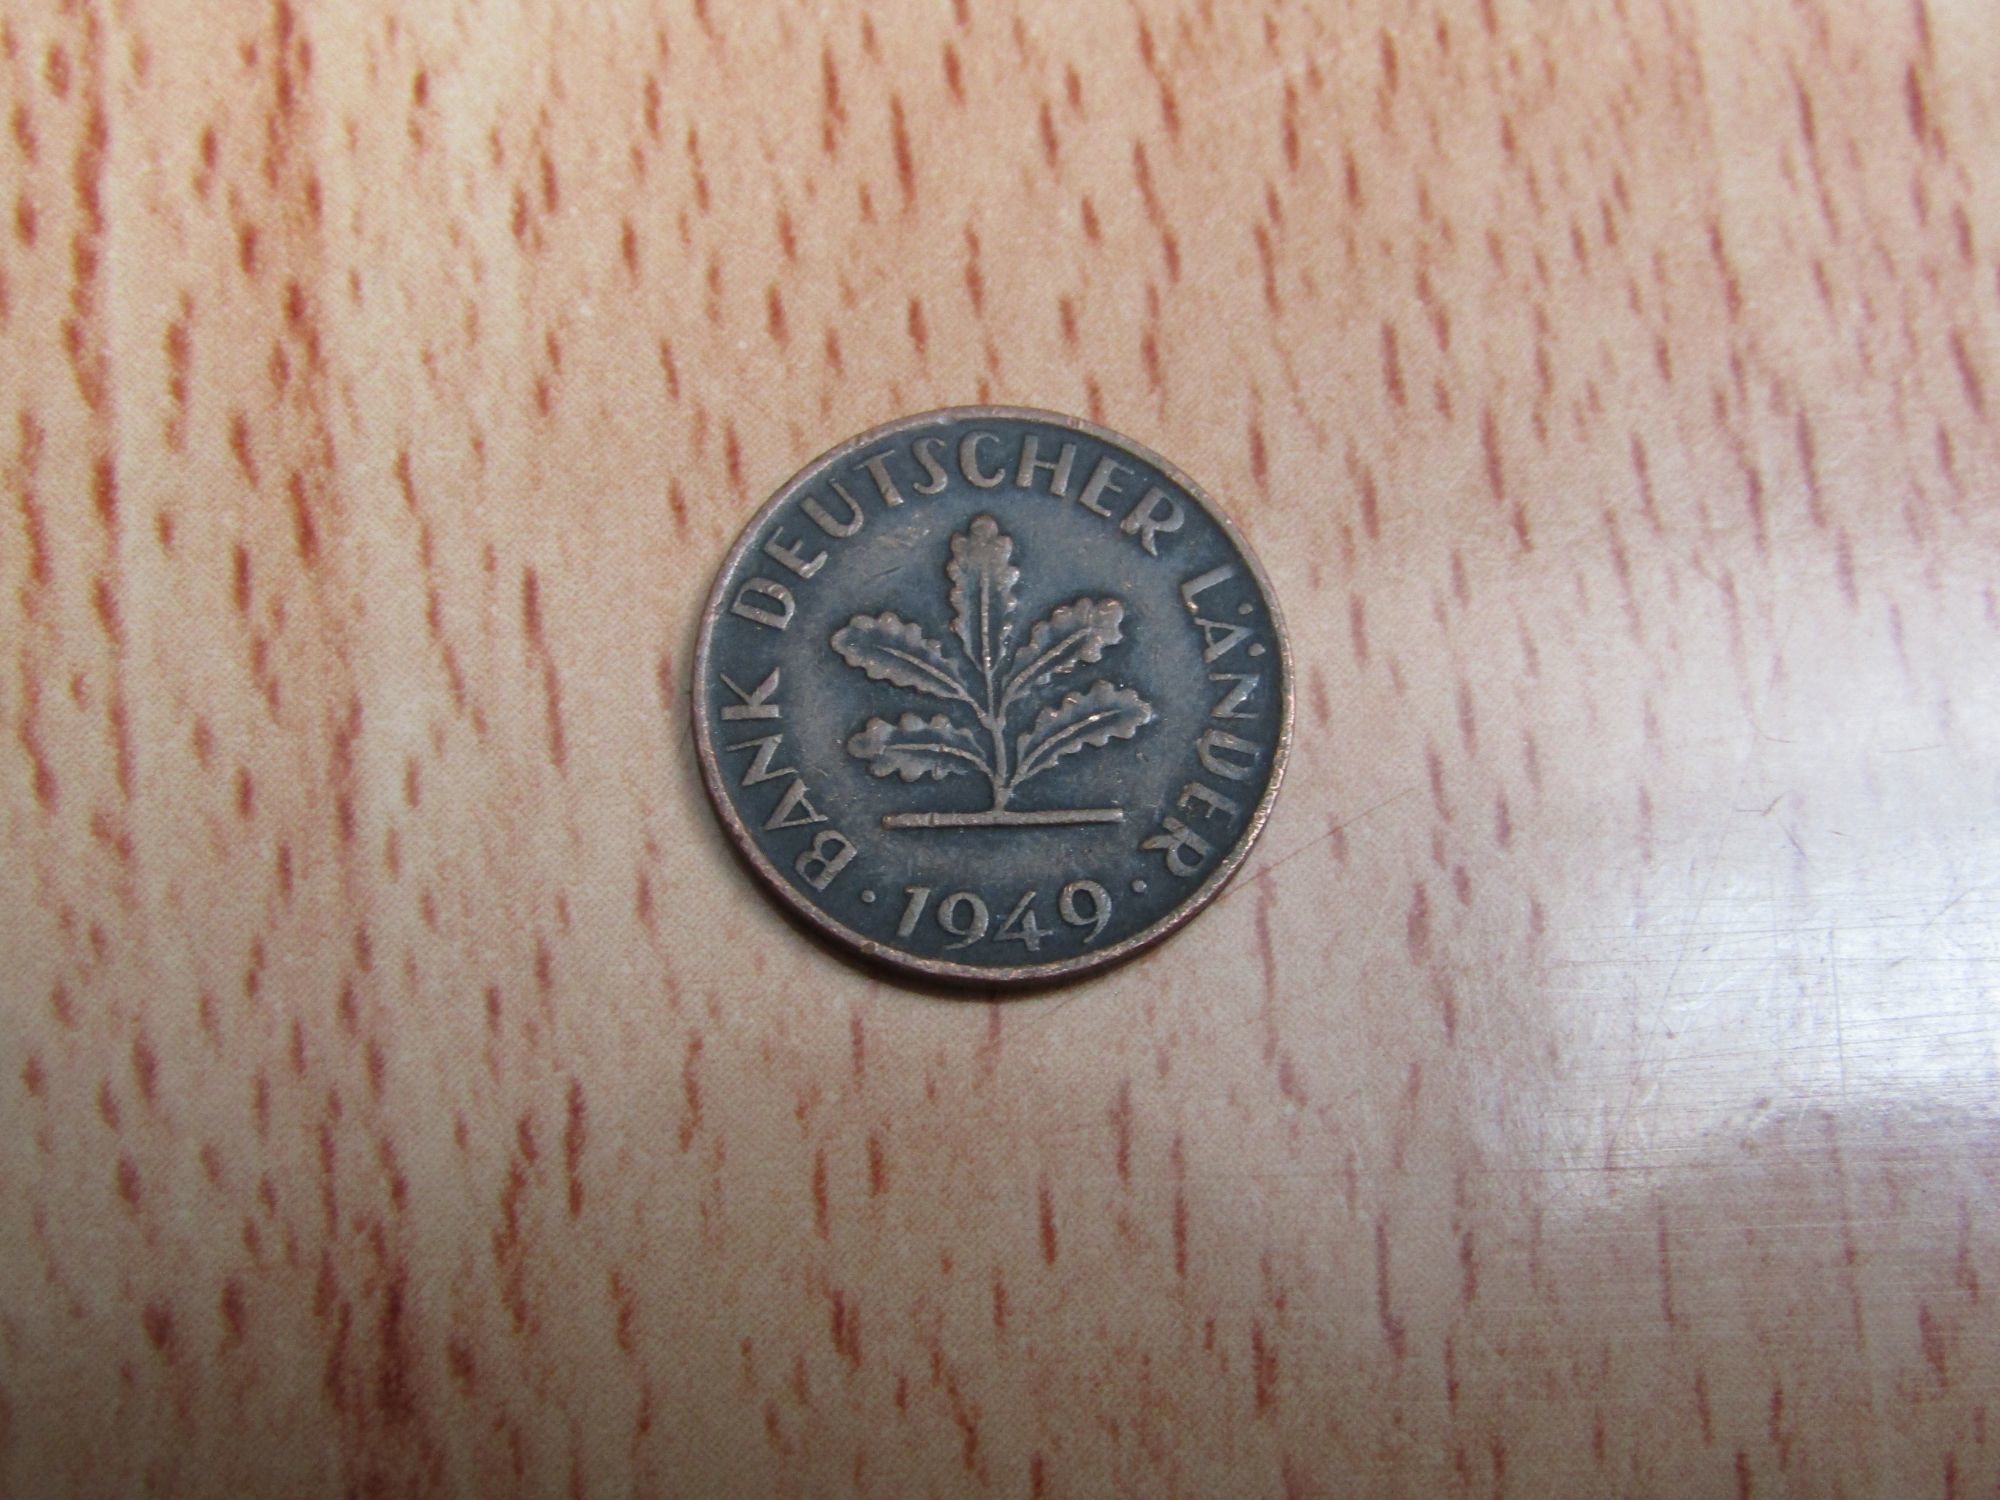 BANK DEUTSCHER LÄNDER
· 1949 ·